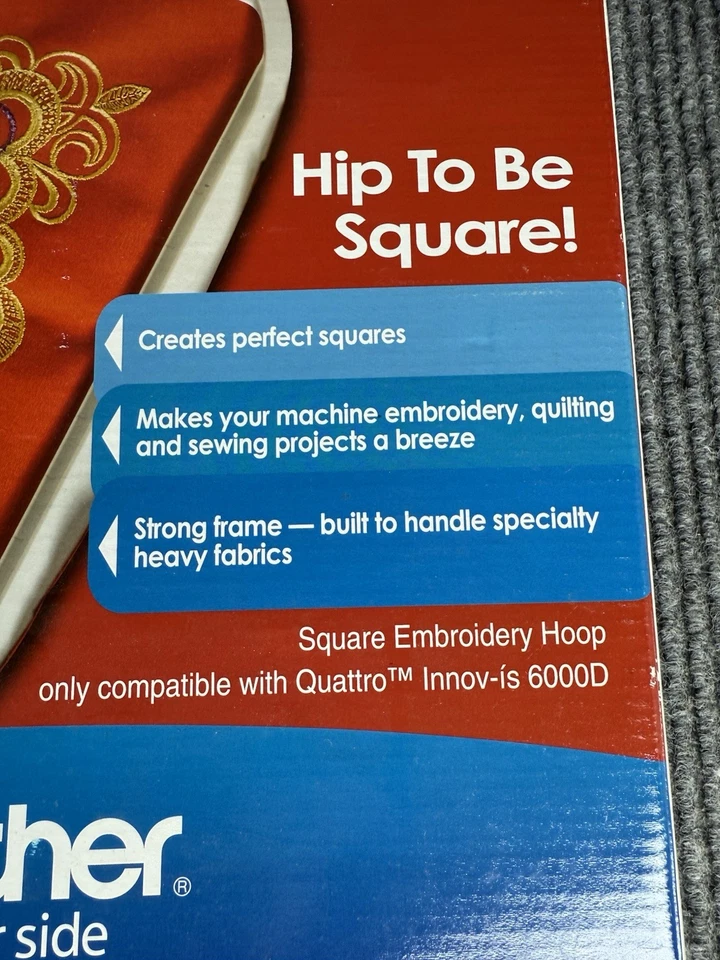 Hip To Be
Square!
Creates perfect squares
Makes your machine embroidery, quilting
and sewing projects a breeze
Strong frame — built to handle specialty
heavy fabrics
Square Embroidery Hoop
only compatible with Quattro™ Innov-ís 6000D
ther®
r side